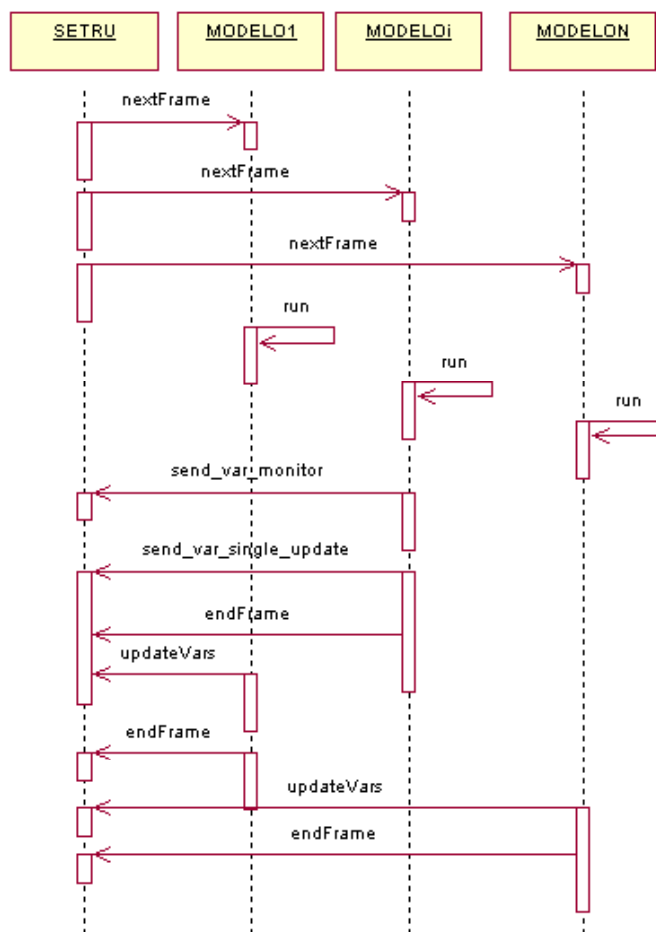 SETRU
MODELO1
MODELOi
MODELON
nextFrame
nextFrame
nextFrame
run
run
run
send_var_monitor
send_var_single_update
endFrame
updateVars
endFrame
updateVars
endFrame